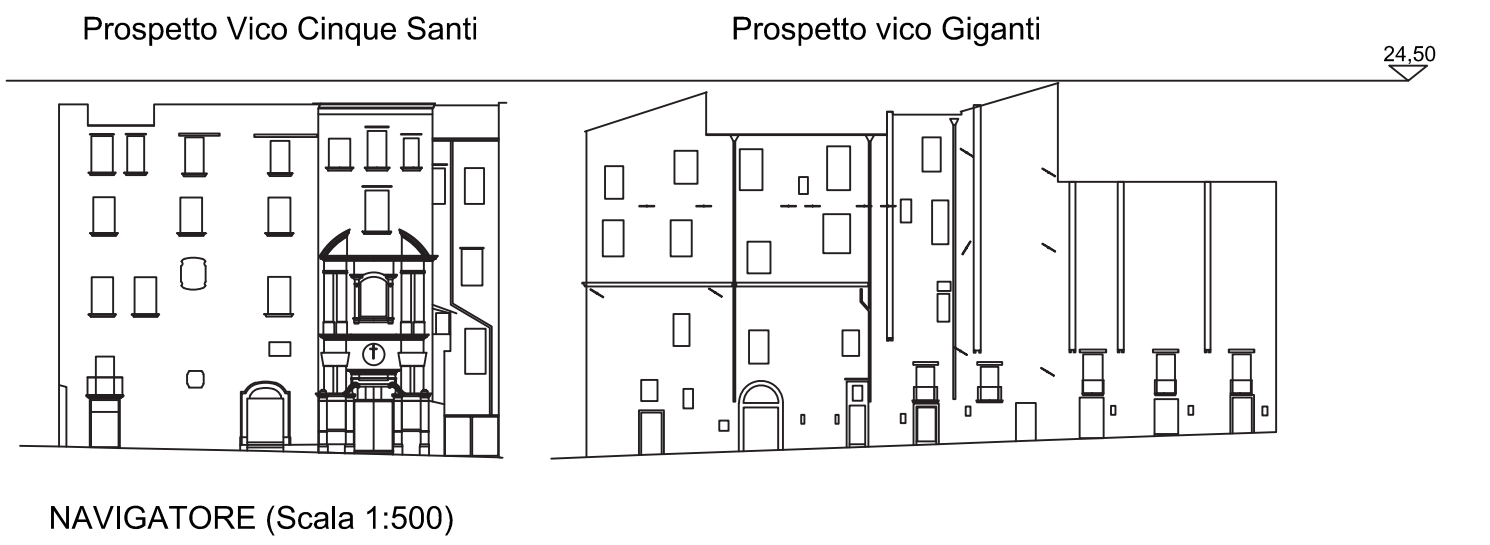 Prospetto Vico Cinque Santi
Prospetto vico Giganti
24,50
NAVIGATORE (Scala 1:500)